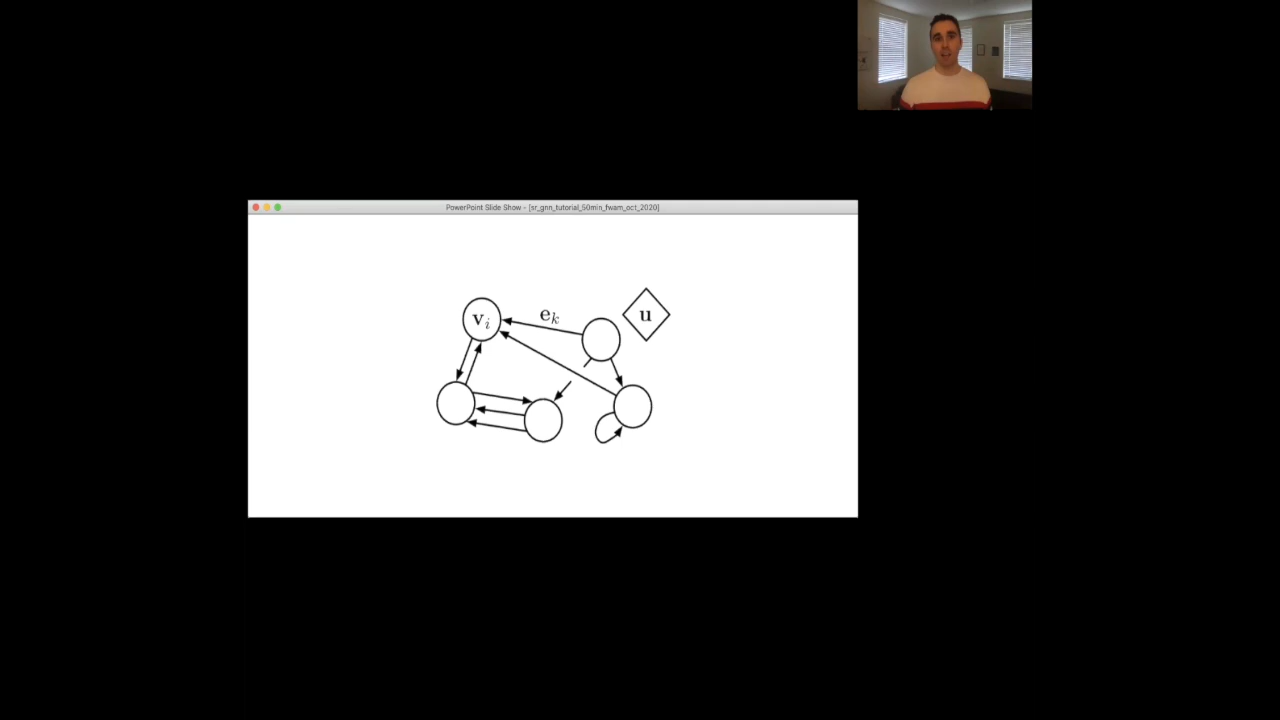 PowerPoint Slide Show - [sr_gnn_tutorial_50min_fwam_oct_2020]
e_k
u
v_i